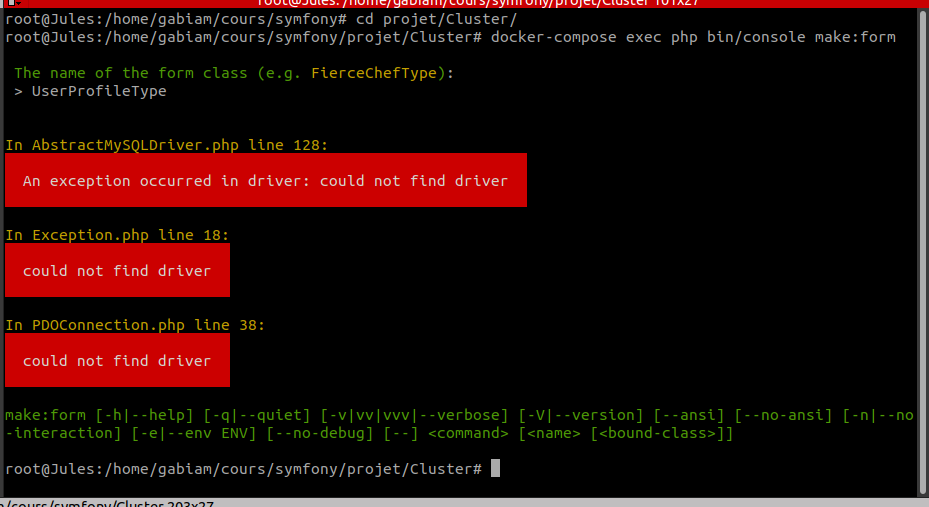 root@Jules: /home/gabiam/cours/symfony/projet/Cluster 101x27
root@Jules:/home/gabiam/cours/symfony# cd projet/Cluster/
root@Jules:/home/gabiam/cours/symfony/projet/Cluster# docker-compose exec php bin/console make:form
The name of the form class (e.g. FierceChefType):
> UserProfileType
In AbstractMySQLDriver.php line 128:
An exception occurred in driver: could not find driver
In Exception.php line 18:
could not find driver
In PDOConnection.php line 38:
could not find driver
make:form [-h|--help] [-q|--quiet] [-v|vv|vvv|--verbose] [-V|--version] [--ansi] [--no-ansi] [-n|--no
-interaction] [-e|--env ENV] [--no-debug] [--] <command> [<name> [<bound-class>]]
root@Jules:/home/gabiam/cours/symfony/projet/Cluster#
/cours/symfony/Cluster 203x27